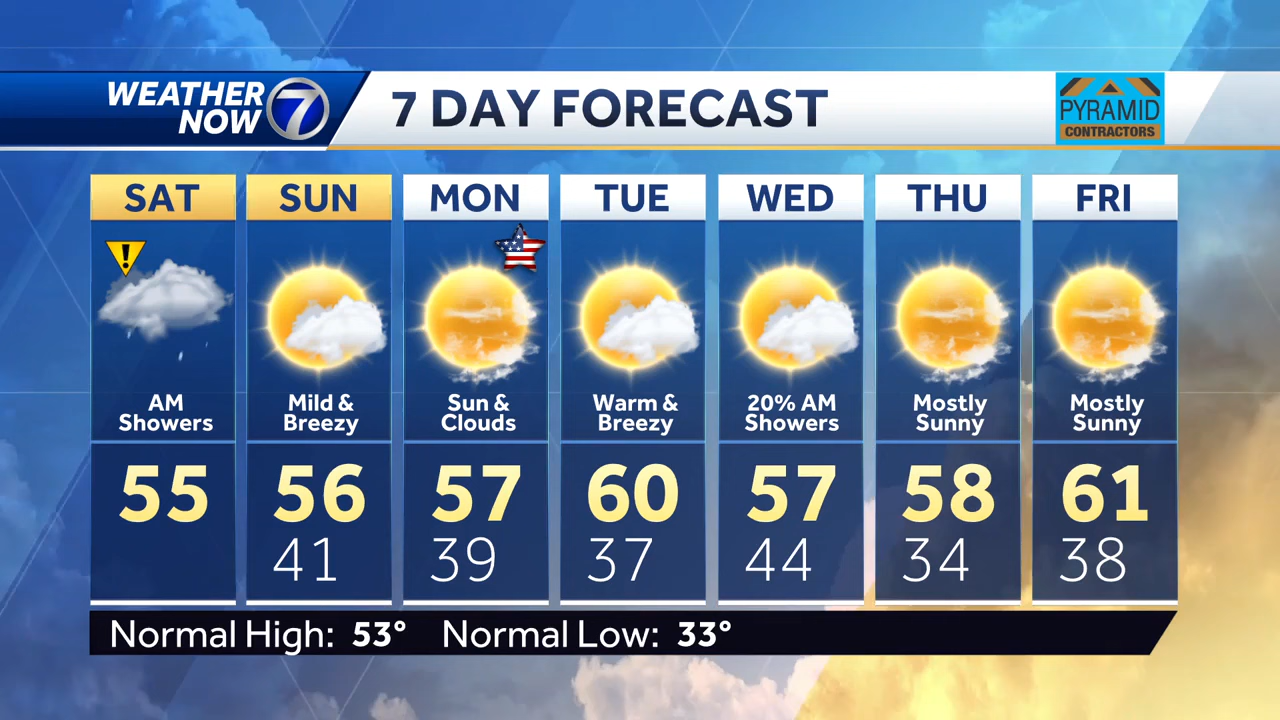 WEATHER
NOW 7
7 DAY FORECAST
PYRAMID
CONTRACTORS
SAT
!
AM
Showers
55
SUN
Mild &
Breezy
56
41
MON
Sun &
Clouds
57
39
TUE
Warm &
Breezy
60
37
WED
20% AM
Showers
57
44
THU
Mostly
Sunny
58
34
FRI
Mostly
Sunny
61
38
Normal High: 53° Normal Low: 33°